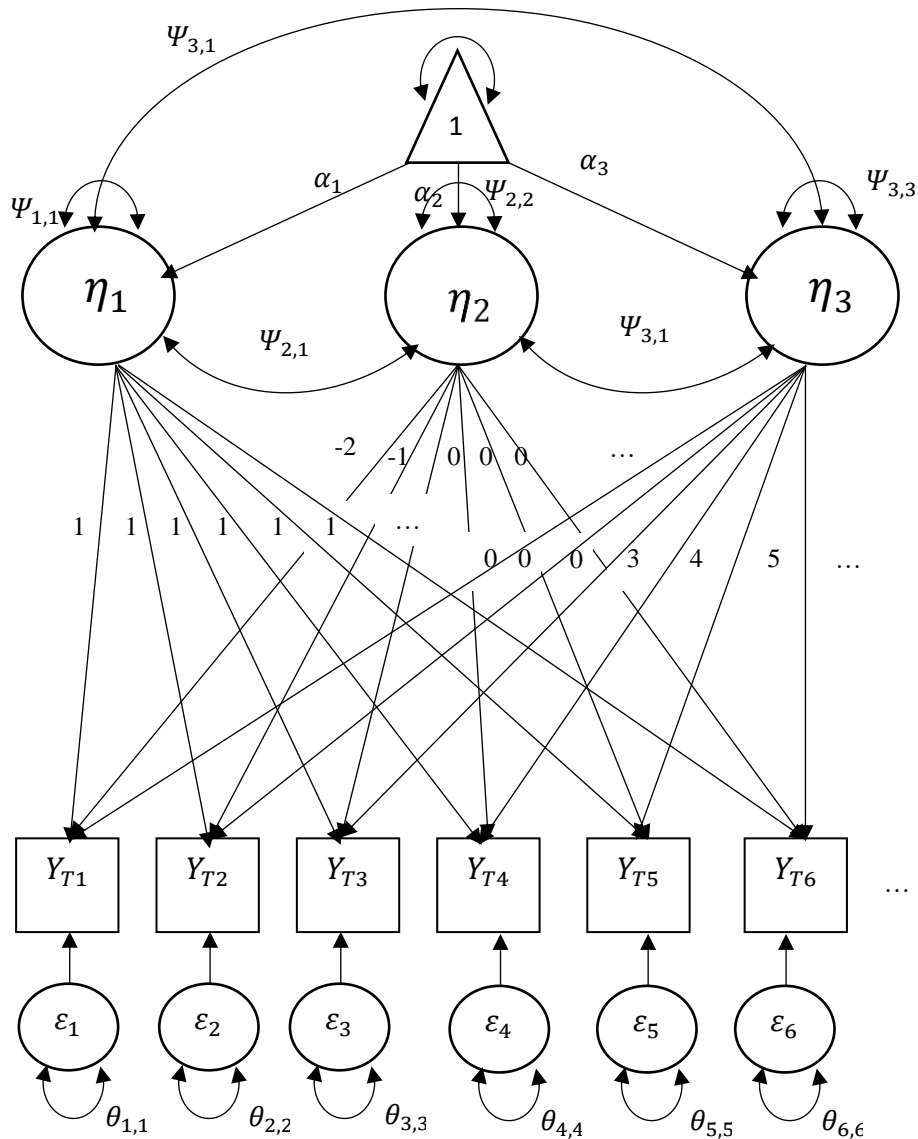 Ψ3,1
1
α1
α2
Ψ2,2
α3
Ψ1,1
Ψ3,3
η1
η2
η3
Ψ2,1
Ψ3,1
-2 -1 0 0 0 ...
1 1 1 1 1 1 ...
0 0 0 3 4 5 ...
YT1 YT2 YT3 YT4 YT5 YT6 ...
ε1 ε2 ε3 ε4 ε5 ε6
θ1,1 θ2,2 θ3,3 θ4,4 θ5,5 θ6,6